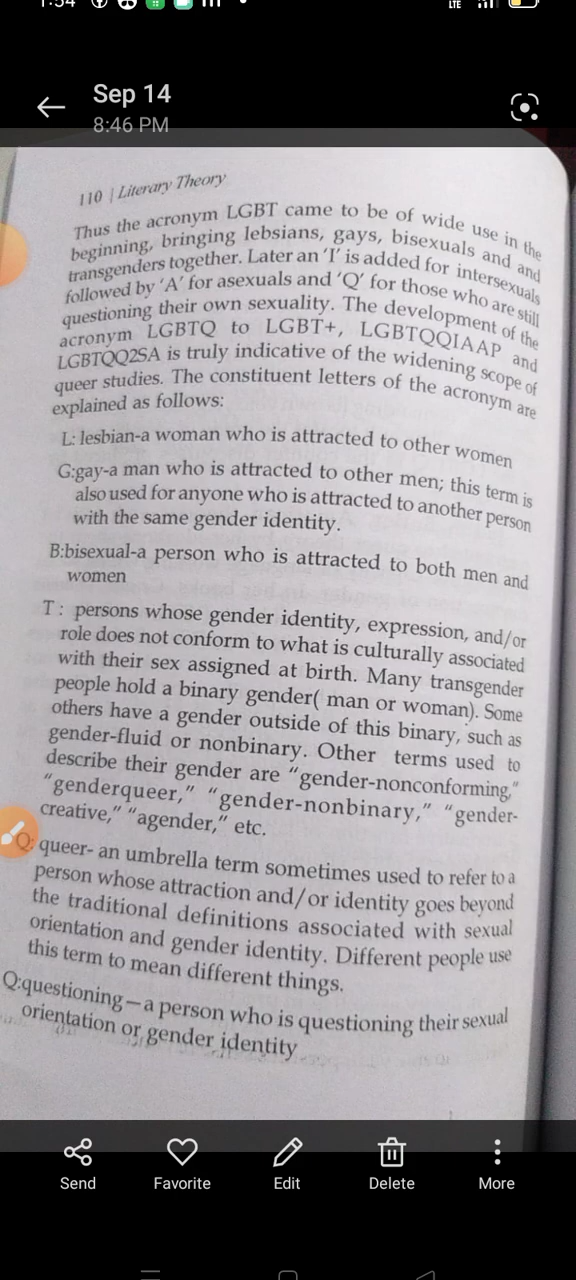 1:54
LTE
Sep 14
8:46 PM
110 | Literary Theory
Thus the acronym LGBT came to be of wide use in the
beginning, bringing lebsians, gays, bisexuals and and
transgenders together. Later an 'I' is added for intersexuals
followed by 'A' for asexuals and 'Q' for those who are still
questioning their own sexuality. The development of the
acronym LGBTQ to LGBT+, LGBTQQIAAP and
LGBTQQ2SA is truly indicative of the widening scope of
queer studies. The constituent letters of the acronym are
explained as follows:
L: lesbian-a woman who is attracted to other women
G:gay-a man who is attracted to other men; this term is
also used for anyone who is attracted to another person
with the same gender identity.
B:bisexual-a person who is attracted to both men and
women
T : persons whose gender identity, expression, and/or
role does not conform to what is culturally associated
with their sex assigned at birth. Many transgender
people hold a binary gender( man or woman). Some
others have a gender outside of this binary, such as
gender-fluid or nonbinary. Other terms used to
describe their gender are "gender-nonconforming,"
"genderqueer," "gender-nonbinary," "gender-
creative," "agender," etc.
Q: queer- an umbrella term sometimes used to refer to a
person whose attraction and/or identity goes beyond
the traditional definitions associated with sexual
orientation and gender identity. Different people use
this term to mean different things.
Q:questioning—a person who is questioning their sexual
orientation or gender identity
Send
Favorite
Edit
Delete
More